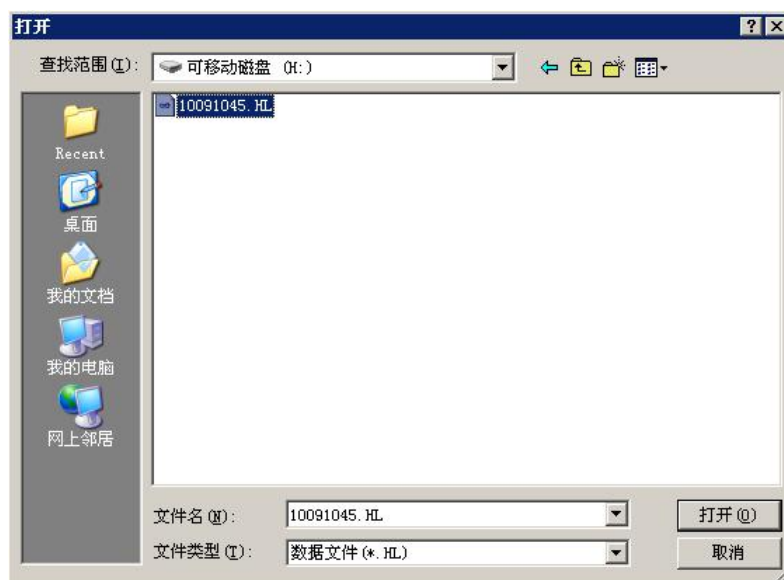 打开
查找范围(I): 可移动磁盘 (H:)
10091045.HL
Recent
桌面
我的文档
我的电脑
网上邻居
文件名(N): 10091045.HL 打开(O)
文件类型(T): 数据文件(*.HL) 取消